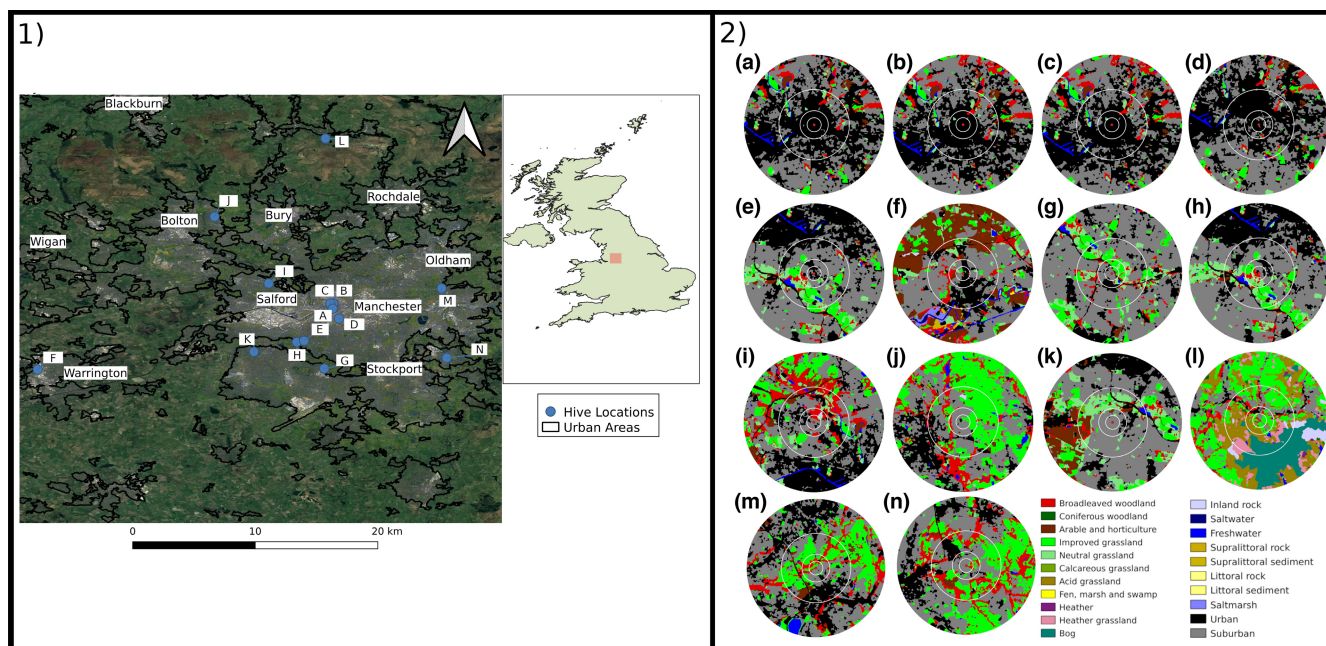 1)
Blackburn
L
J
Rochdale
Bury
Bolton
Wigan
Oldham
I
C
B
Salford
M
Manchester
A
D
E
K
N
F
H
G
Warrington
Stockport
Hive Locations
Urban Areas
0
10
20 km
2)
(a)
(b)
(c)
(d)
(e)
(f)
(g)
(h)
(i)
(j)
(k)
(l)
(m)
(n)
Broadleaved woodland
Coniferous woodland
Arable and horticulture
Improved grassland
Neutral grassland
Calcareous grassland
Acid grassland
Fen, marsh and swamp
Heather
Heather grassland
Bog
Inland rock
Saltwater
Freshwater
Supralittoral rock
Supralittoral sediment
Littoral rock
Littoral sediment
Saltmarsh
Urban
Suburban